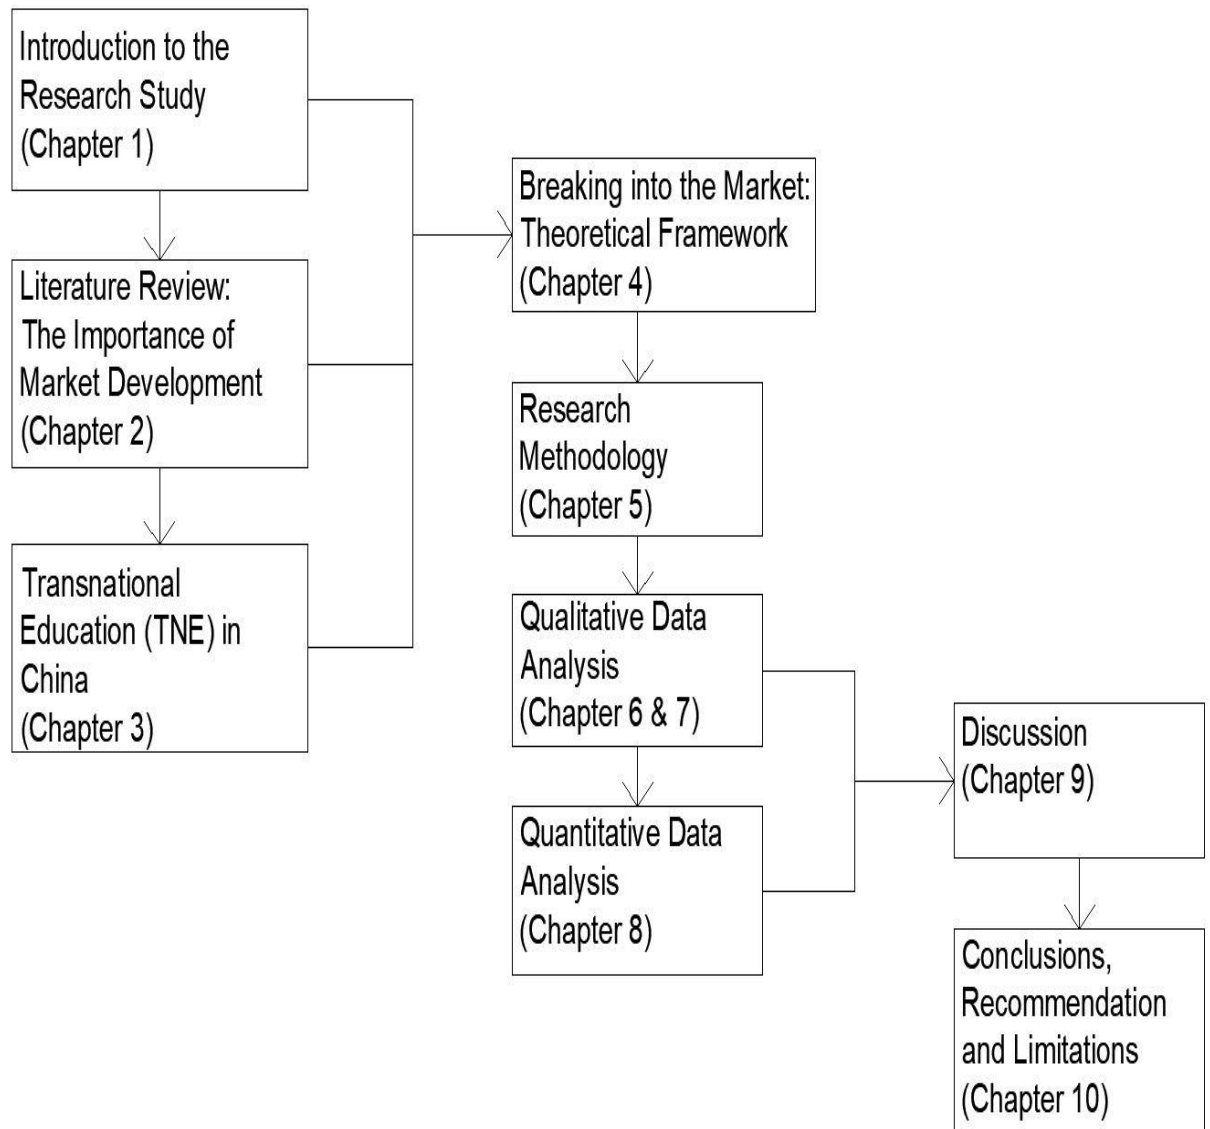 Introduction to the
Research Study
(Chapter 1)
Literature Review:
The Importance of
Market Development
(Chapter 2)
Transnational
Education (TNE) in
China
(Chapter 3)
Breaking into the Market:
Theoretical Framework
(Chapter 4)
Research
Methodology
(Chapter 5)
Qualitative Data
Analysis
(Chapter 6 & 7)
Quantitative Data
Analysis
(Chapter 8)
Discussion
(Chapter 9)
Conclusions,
Recommendation
and Limitations
(Chapter 10)